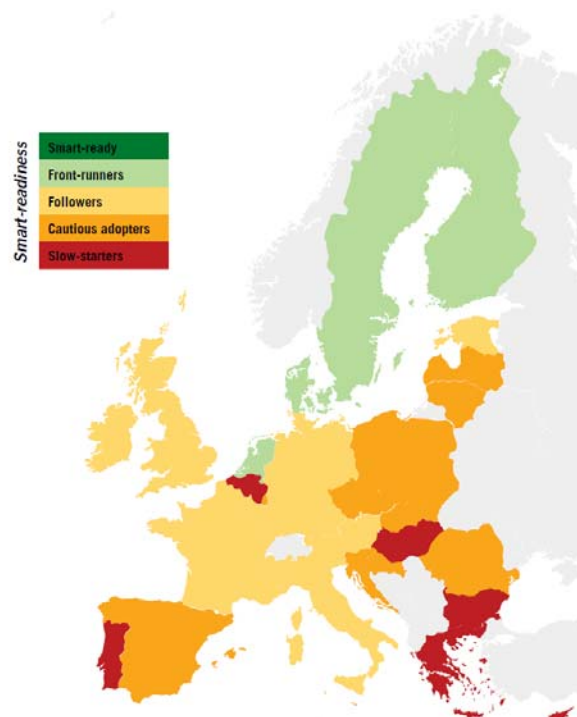 Smart-readiness
Smart-ready
Front-runners
Followers
Cautious adopters
Slow-starters